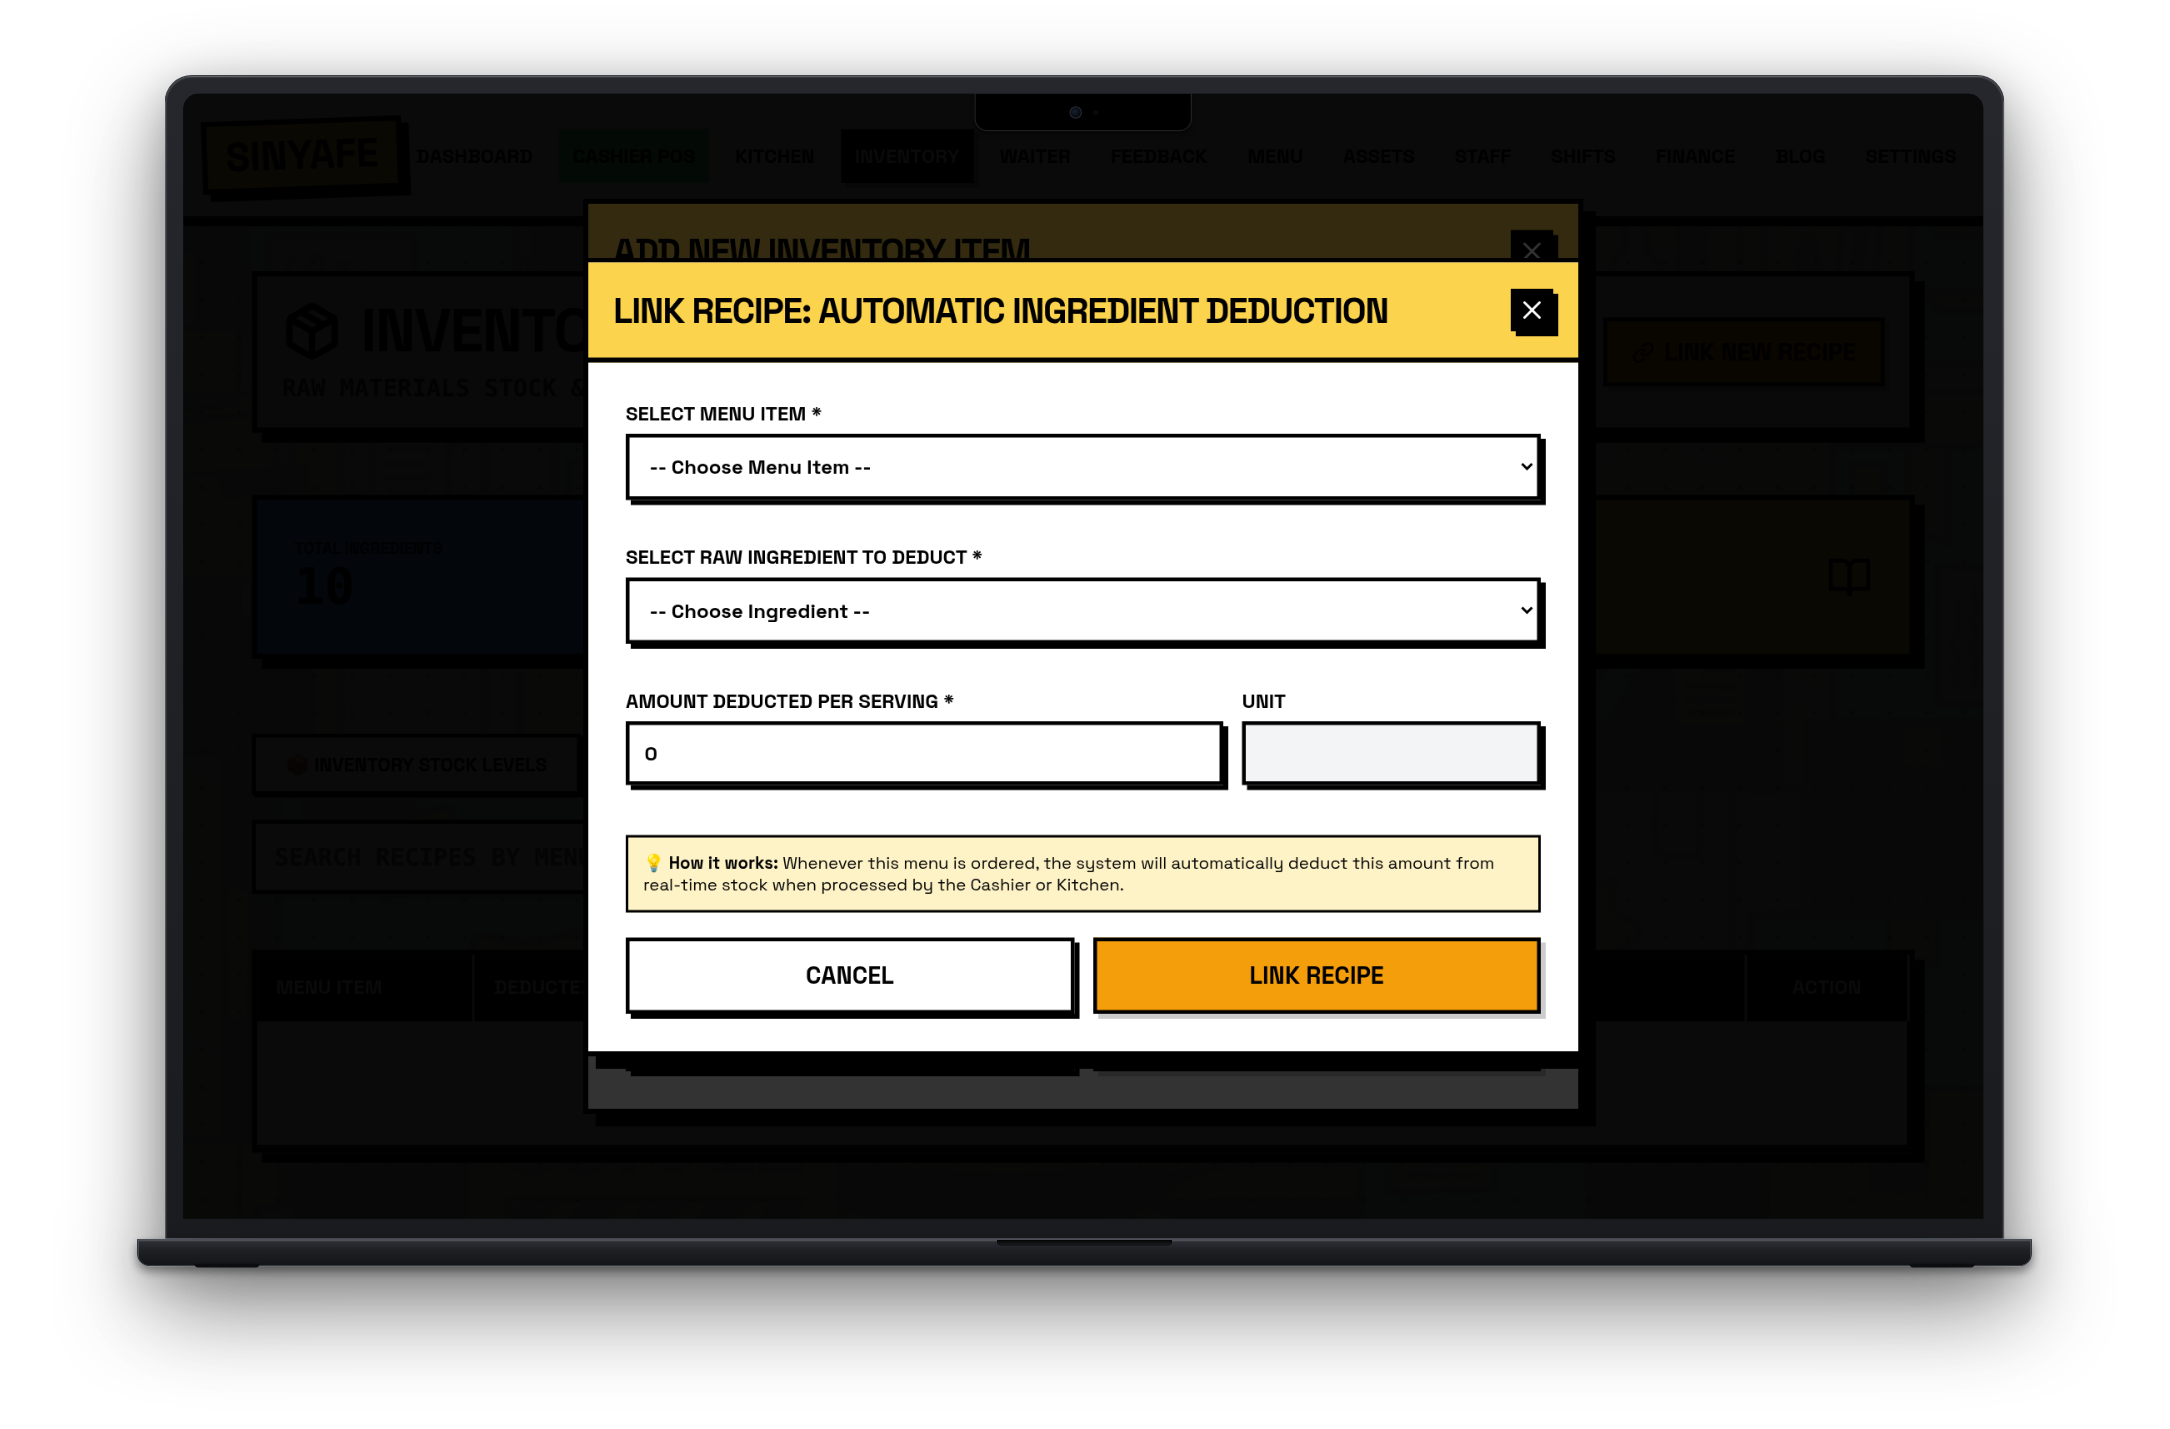 SINYAFE
DASHBOARD
CASHIER POS
KITCHEN
INVENTORY
WAITER
FEEDBACK
MENU
ASSETS
STAFF
SHIFTS
FINANCE
BLOG
SETTINGS
ADD NEW INVENTORY ITEM
LINK RECIPE: AUTOMATIC INGREDIENT DEDUCTION
INVENTO
RAW MATERIALS STOCK &
LINK NEW RECIPE
SELECT MENU ITEM *
-- Choose Menu Item --
TOTAL INGREDIENTS
10
SELECT RAW INGREDIENT TO DEDUCT *
-- Choose Ingredient --
AMOUNT DEDUCTED PER SERVING *
UNIT
0
INVENTORY STOCK LEVELS
SEARCH RECIPES BY MENU
💡 How it works: Whenever this menu is ordered, the system will automatically deduct this amount from
real-time stock when processed by the Cashier or Kitchen.
CANCEL
LINK RECIPE
MENU ITEM
DEDUCTE
ACTION